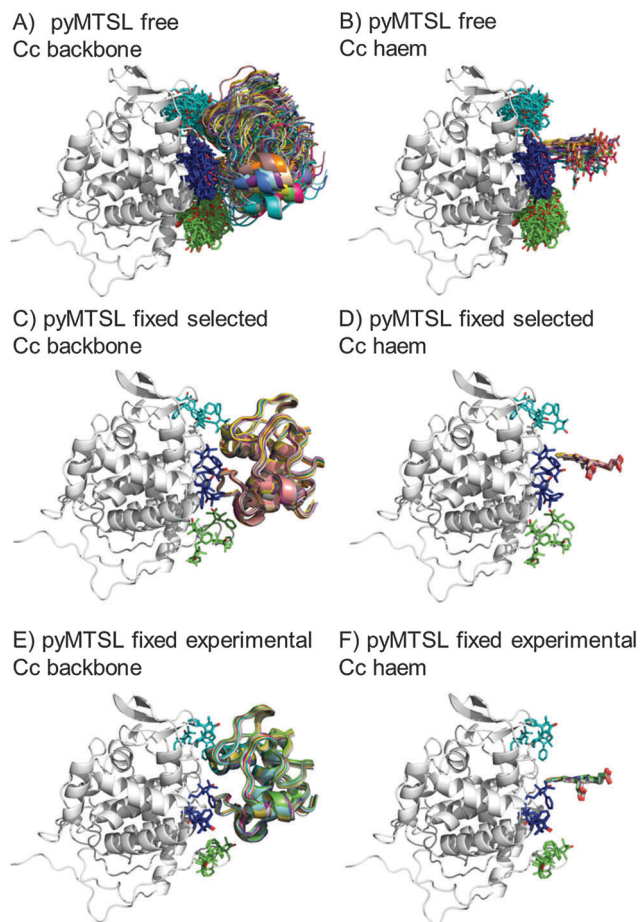 A) pyMTSL free
Cc backbone
B) pyMTSL free
Cc haem
C) pyMTSL fixed selected
Cc backbone
D) pyMTSL fixed selected
Cc haem
E) pyMTSL fixed experimental
Cc backbone
F) pyMTSL fixed experimental
Cc haem